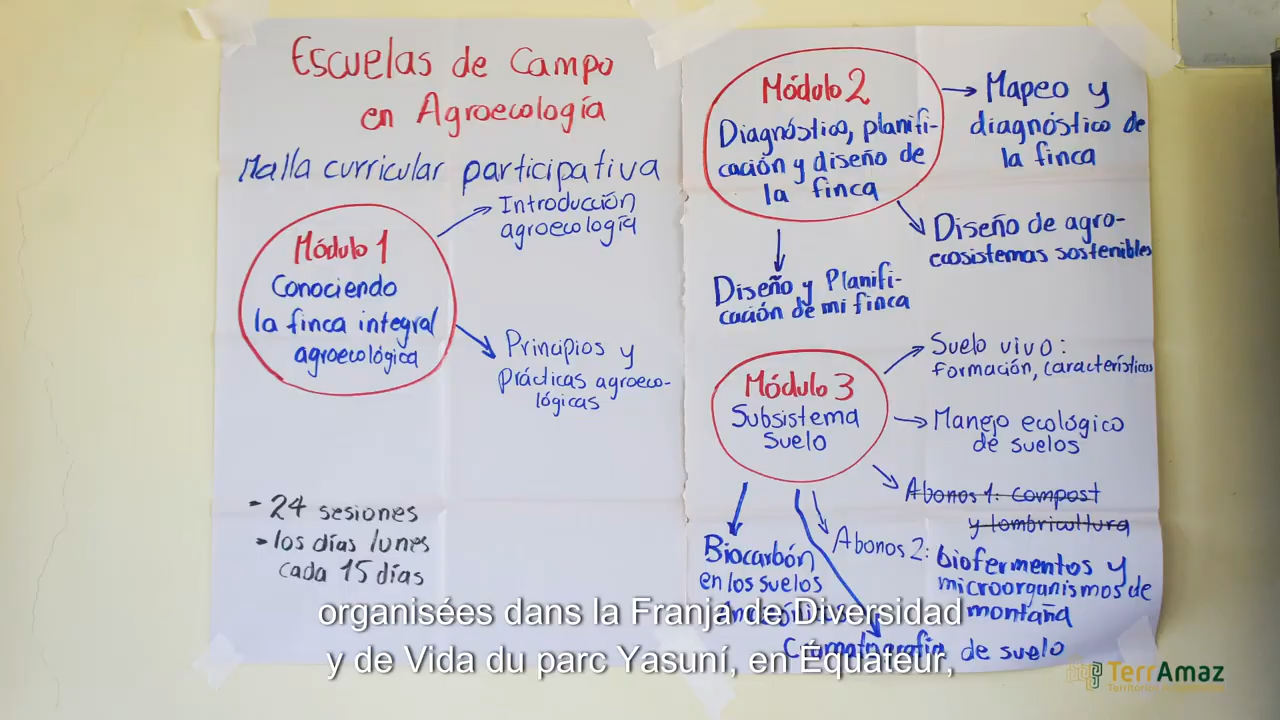 Escuelas de Campo
en Agroecología
Malla curricular participativa
Módulo 1
Conociendo
la finca integral
agroecológica
Introducción
agroecología
Principios y
prácticas agroeco-
lógicas
- 24 sesiones
- los días lunes
cada 15 días
Módulo 2
Diagnóstico, planifi-
cación y diseño de
la finca
Mapeo y
diagnóstico de
la finca
Diseño de agro-
ecosistemas sostenibles
Diseño y Planifi-
cación de mi finca
Módulo 3
Subsistema
Suelo
Suelo vivo:
formación, características
Manejo ecológico
de suelos
Abonos 1: compost
y lombricultura
Abonos 2: biofermentos y
microorganismos de
montaña
Biocarbón
en los suelos
Cromatografía de suelo
organisées dans la Franja de Diversidad
y de Vida du parc Yasuní, en Équateur,
TerrAmaz